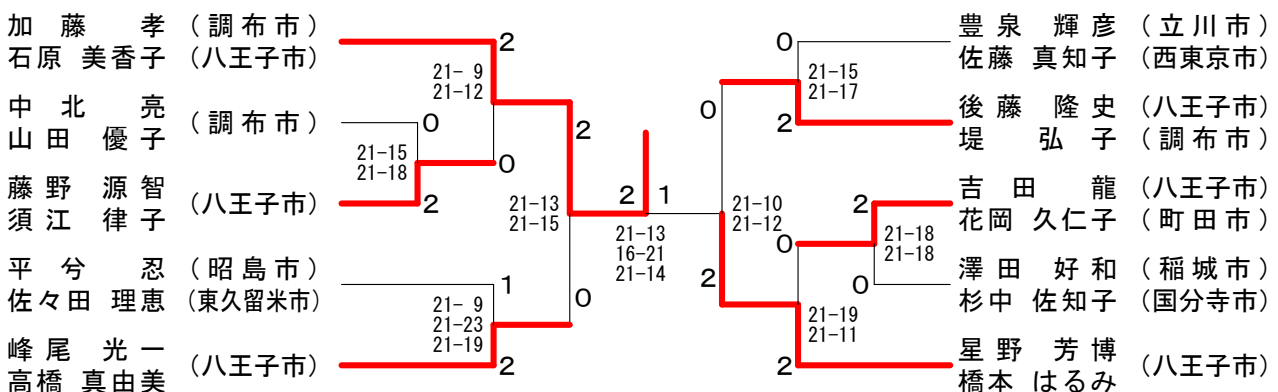 加藤 孝 (調布市)
石原 美香子 (八王子市)
2
21- 9
21-12
中北 亮
山田 優子
(調布市)
0
0
21-15
21-18
藤野 源智
須江 律子
(八王子市)
2
2
21-13
21-15
平兮 忍 (昭島市)
佐々田 理恵 (東久留米市)
1
21- 9
21-23
21-19
0
峰尾 光一
高橋 真由美
(八王子市)
2
2
1
21-13
16-21
21-14
豊泉 輝彦 (立川市)
佐藤 真知子 (西東京市)
0
21-15
21-17
0
後藤 隆史 (八王子市)
堤 弘子 (調布市)
2
吉田 龍 (八王子市)
花岡 久仁子 (町田市)
2
21-10
21-12
21-18
21-18
0
澤田 好和 (稲城市)
杉中 佐知子 (国分寺市)
0
2
21-19
21-11
星野 芳博
橋本 はるみ
(八王子市)
2